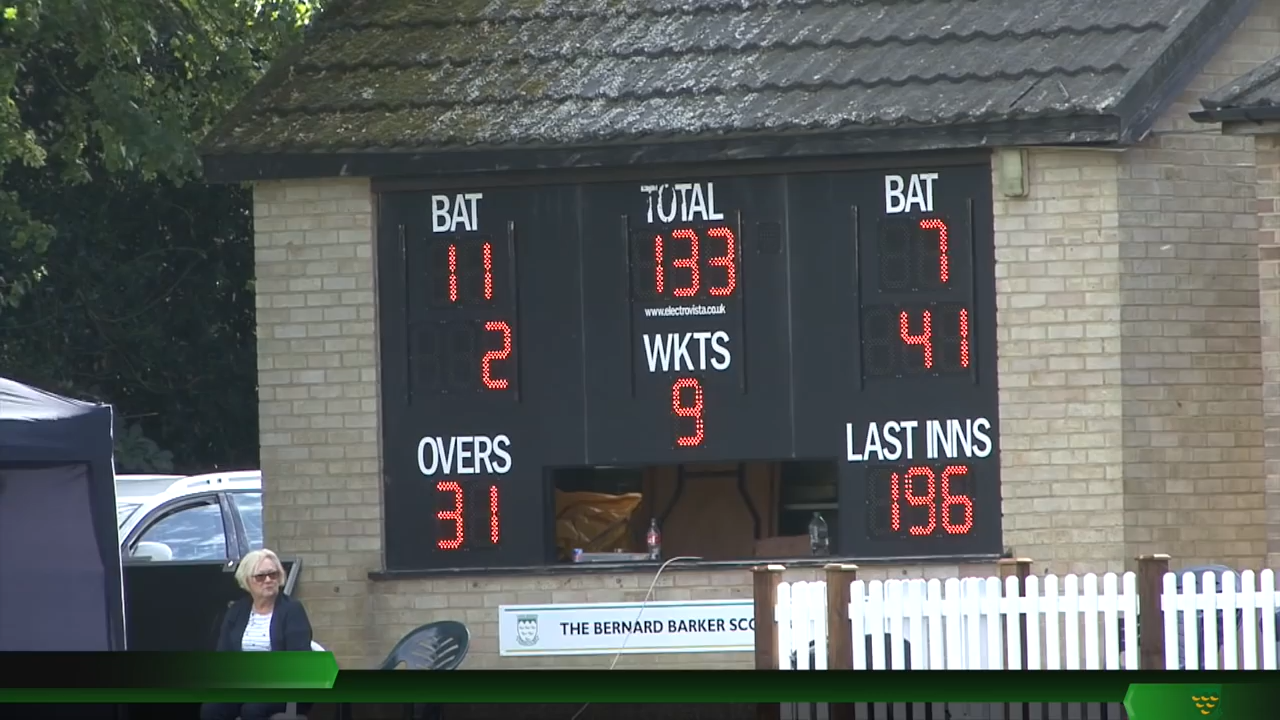 BAT TOTAL BAT
11 133 7
www.electrovista.co.uk
2 WKTS 41
9
OVERS LAST INNS
31 196
THE BERNARD BARKER